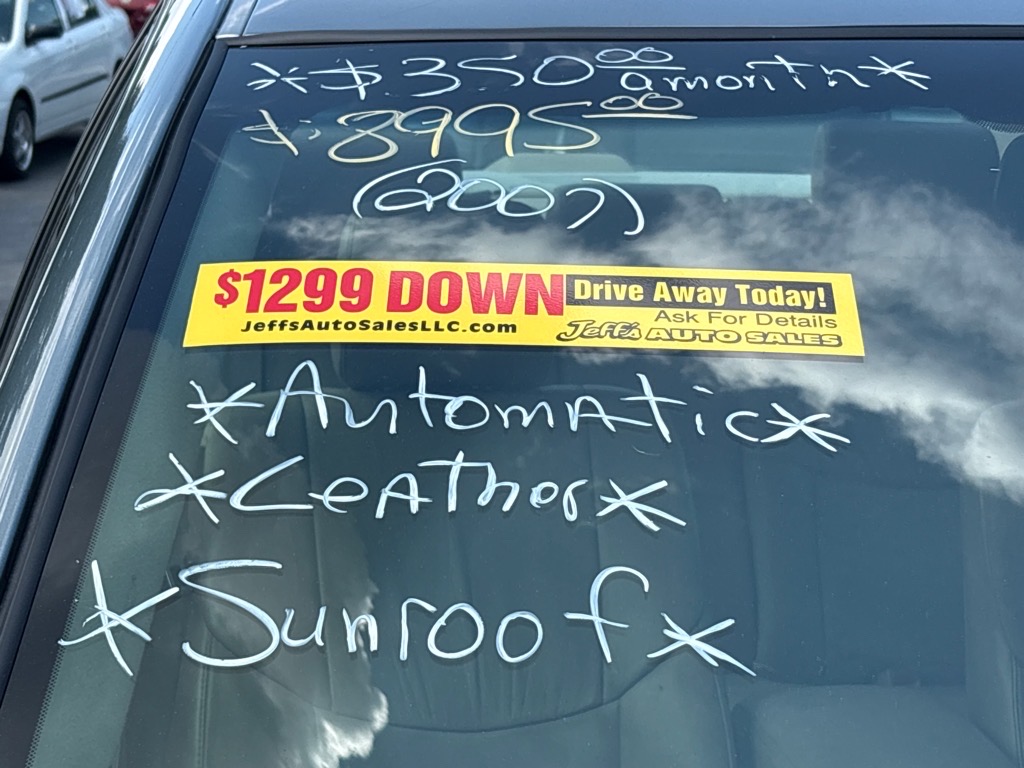 *$350.00 a month*
$8995.00
(2007)
$1299 DOWN Drive Away Today!
Ask For Details
JeffsAutoSalesLLC.com Jeff's AUTO SALES
*Automatic*
*Leather*
*Sunroof*